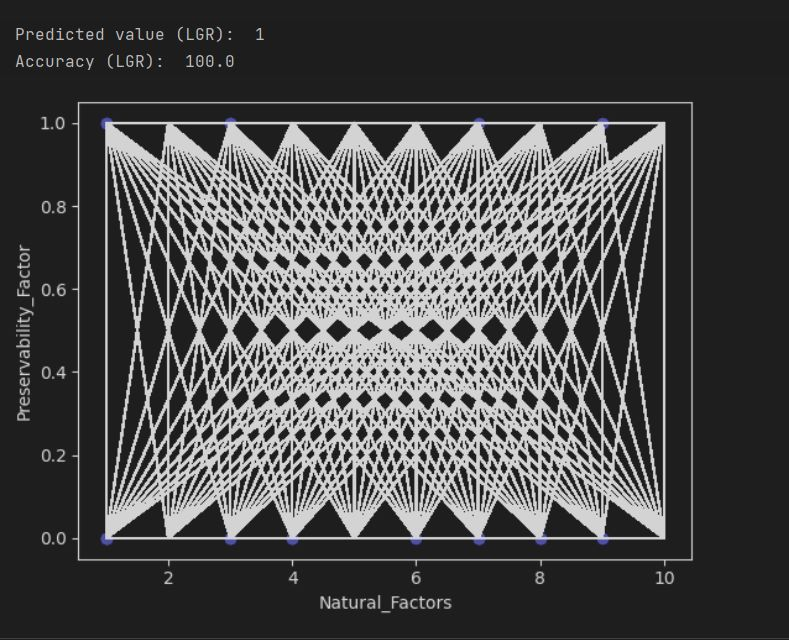 Predicted value (LGR):  1
Accuracy (LGR):  100.0
1.0
0.8
0.6
0.4
0.2
0.0
Preservability_Factor
2 4 6 8 10
Natural_Factors